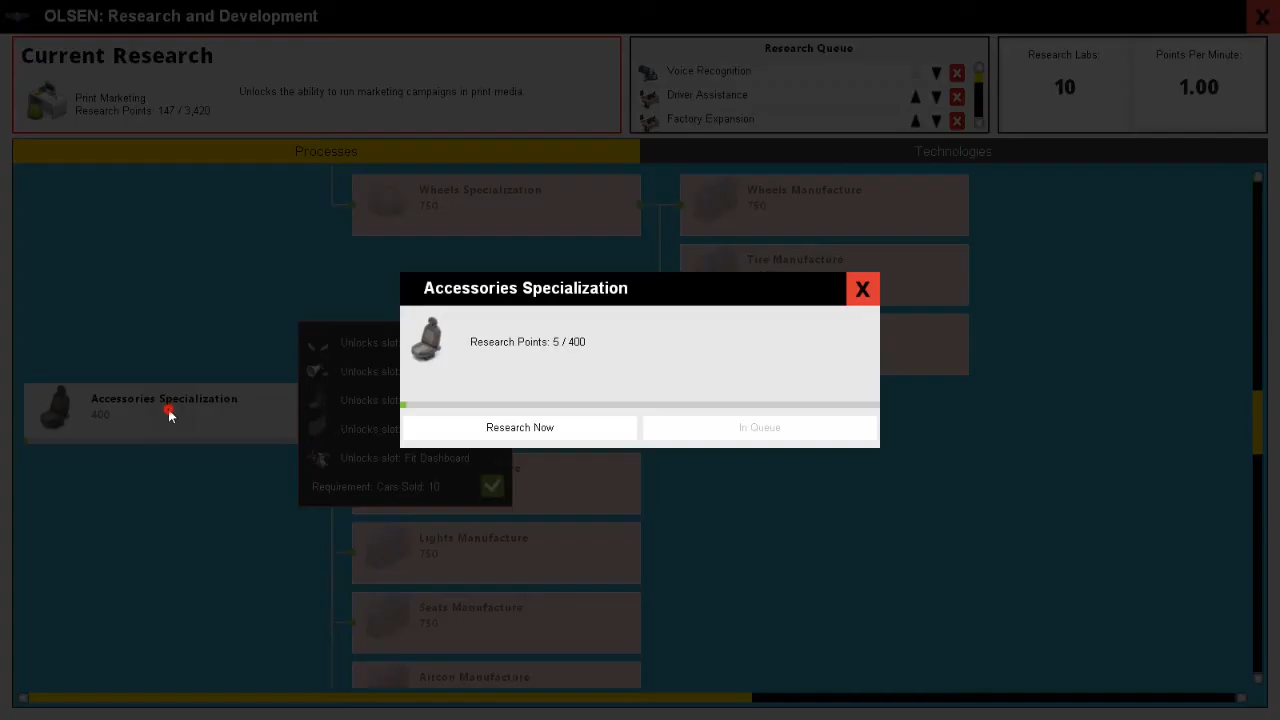 OLSEN: Research and Development
X
Current Research
Print Marketing
Research Points: 147 / 3,420
Unlocks the ability to run marketing campaigns in print media.
Research Queue
Voice Recognition
Driver Assistance
Factory Expansion
Research Labs:
10
Points Per Minute:
1.00
Processes
Technologies
Wheels Specialization
750
Wheels Manufacture
750
Tire Manufacture
Accessories Specialization
X
Research Points: 5 / 400
Research Now
In Queue
Accessories Specialization
400
Unlocks slot:
Unlocks slot:
Unlocks slot:
Unlocks slot:
Unlocks slot: Fit Dashboard
Requirement: Cars Sold: 10
Lights Manufacture
750
Seats Manufacture
750
Aircon Manufacture